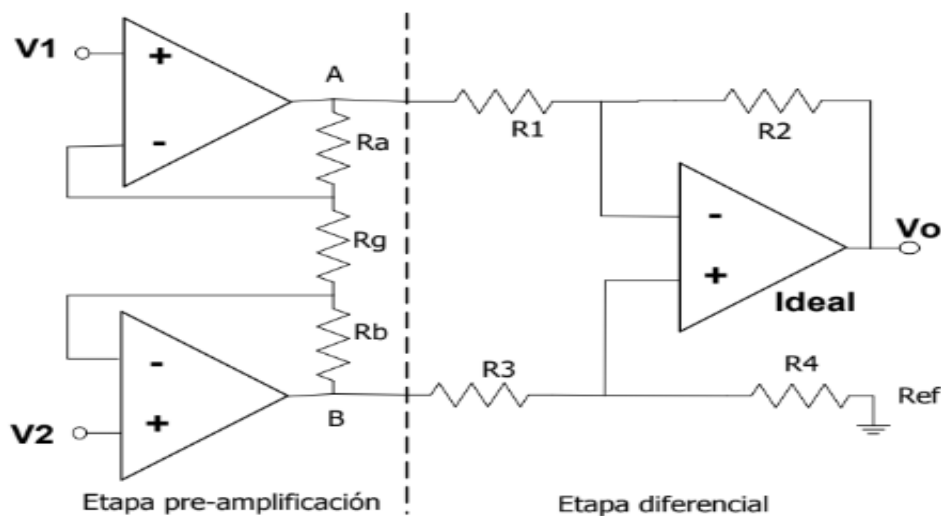 V1
+
-
A
Ra
R1
R2
Rg
-
+
Vo
Ideal
Rb
-
+
V2
B
R3
R4
Ref
Etapa pre-amplificación
Etapa diferencial